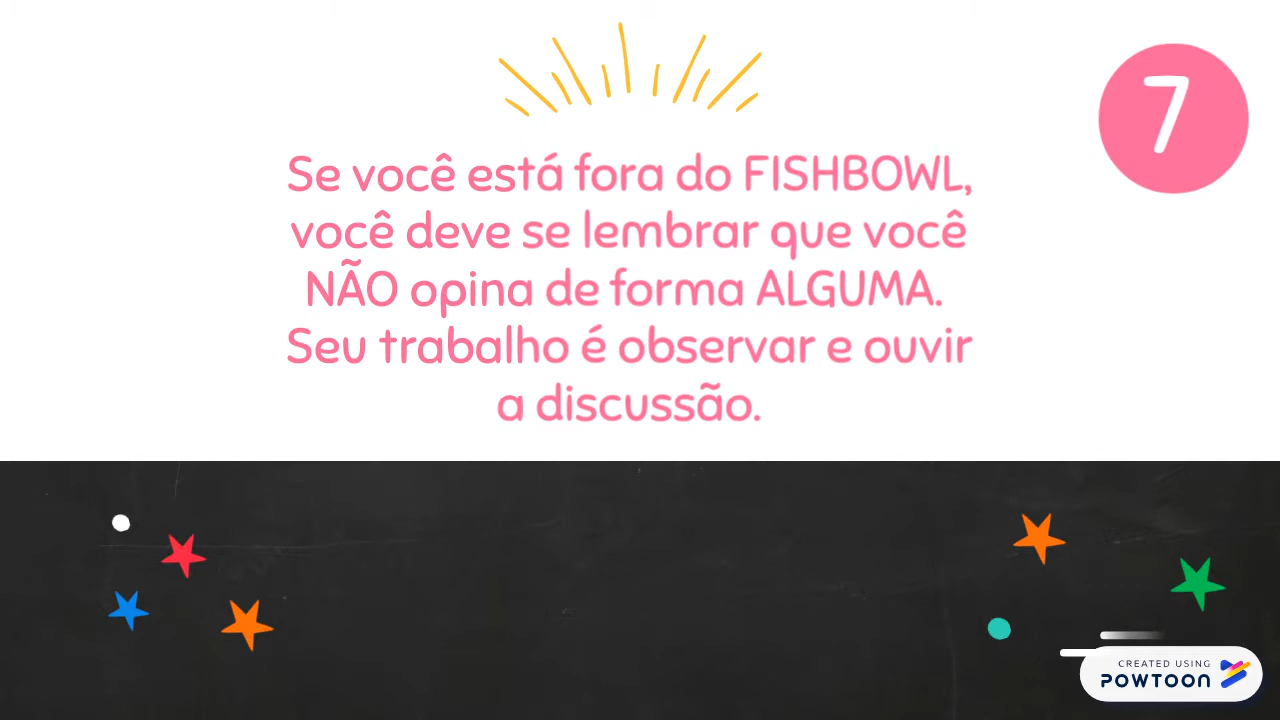 7
Se você está fora do FISHBOWL,
você deve se lembrar que você
NÃO opina de forma ALGUMA.
Seu trabalho é observar e ouvir
a discussão.
CREATED USING
POWTOON